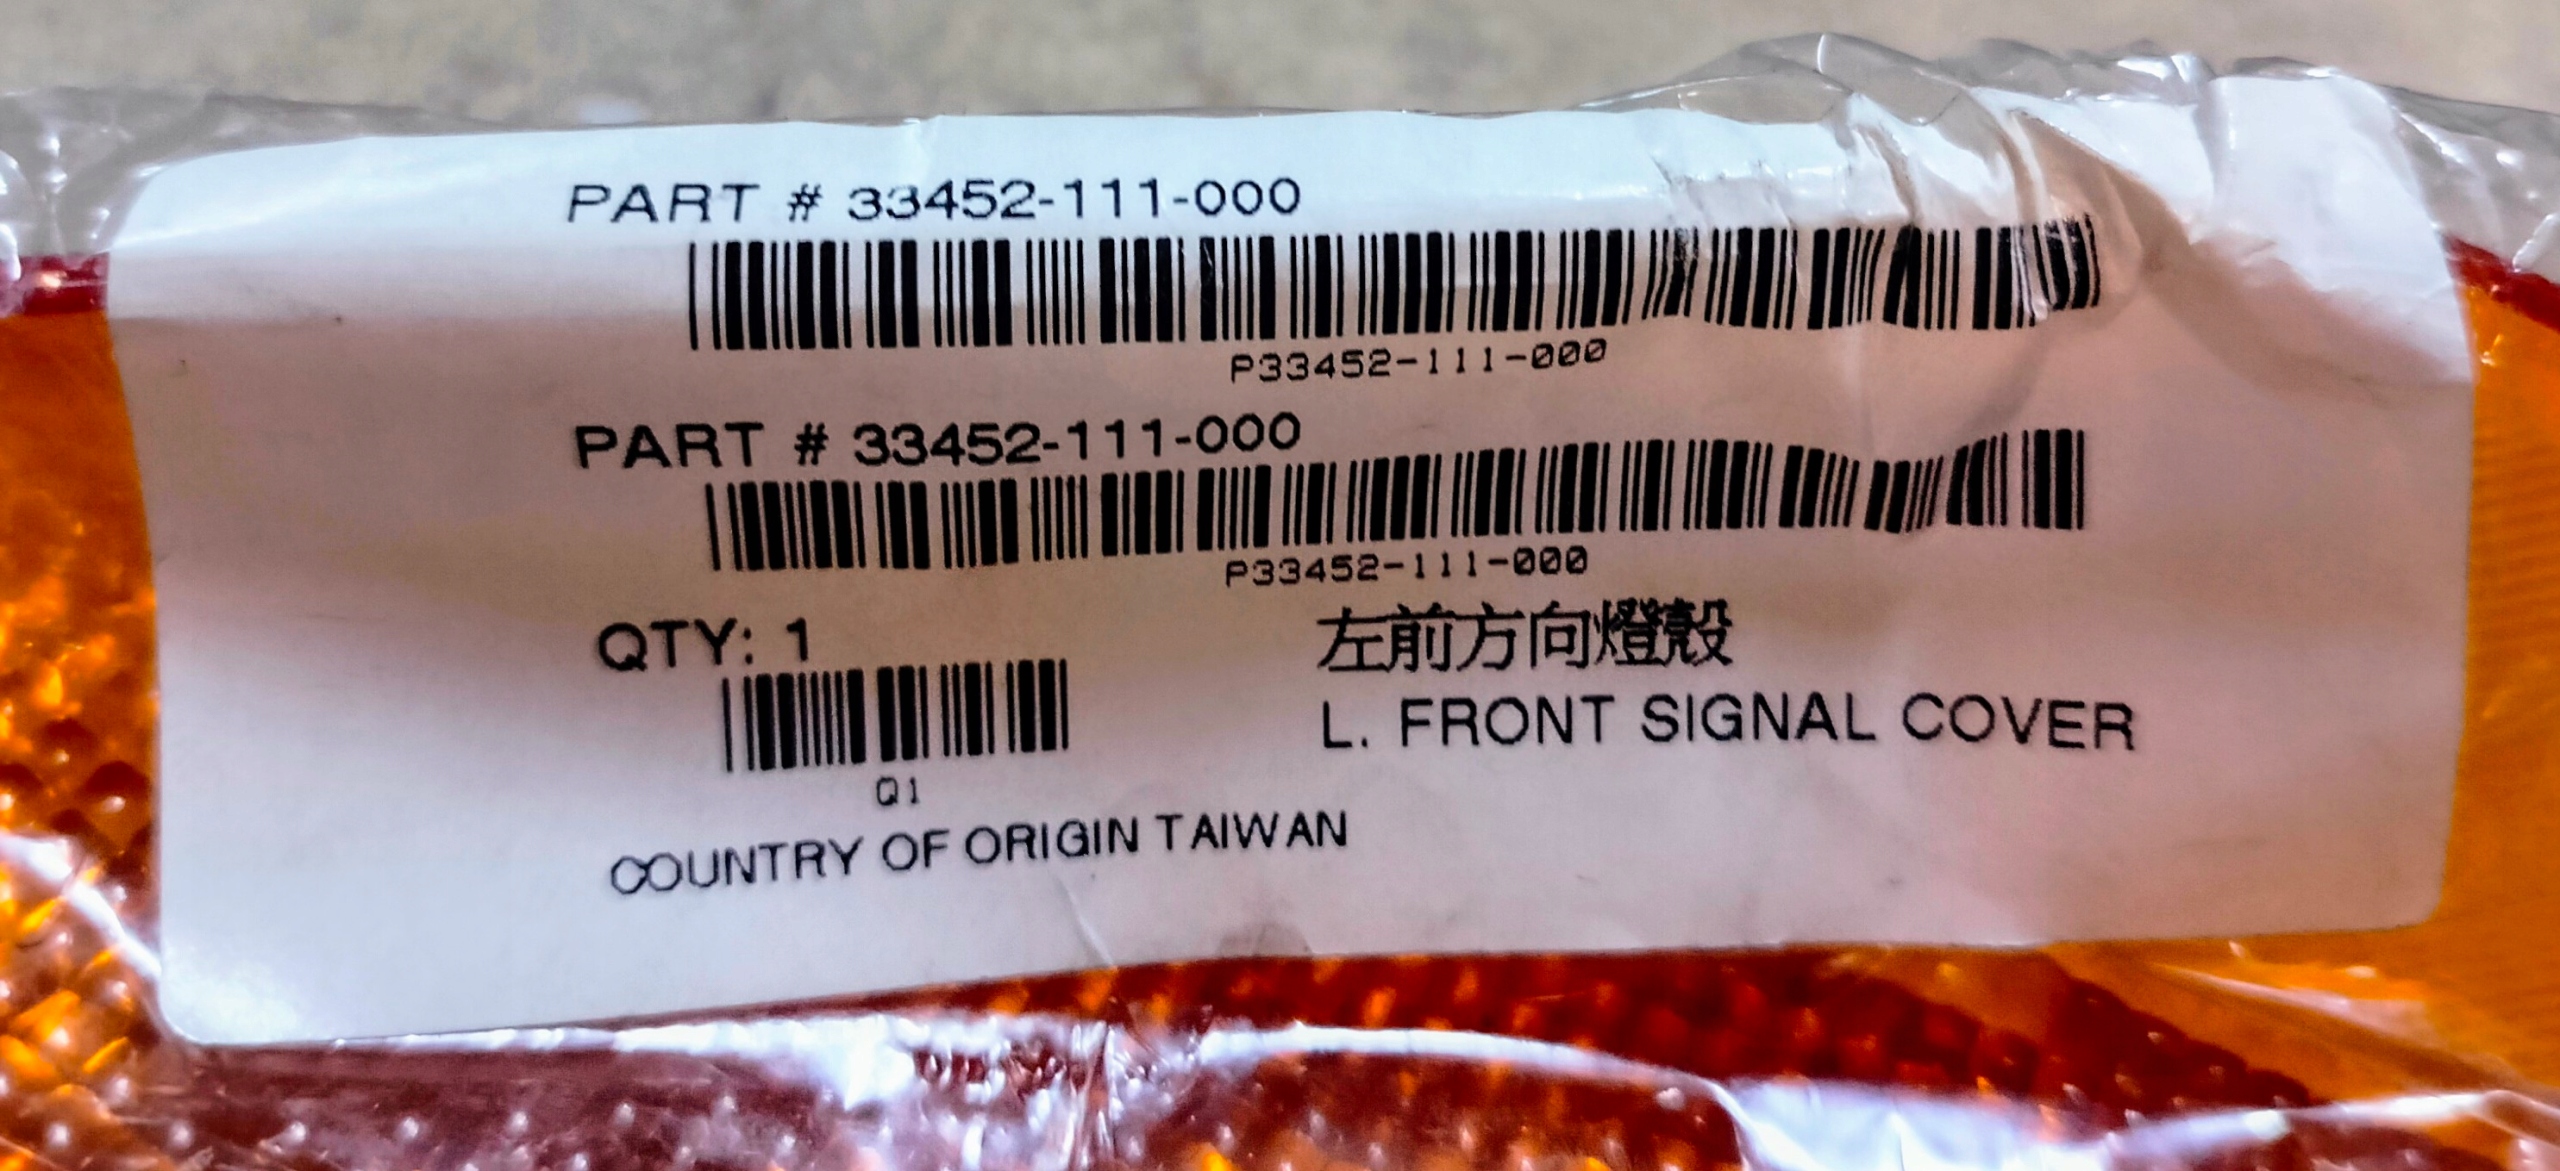 PART # 33452-111-000
P33452-111-000
PART # 33452-111-000
P33452-111-000
QTY: 1
Q1
左前方向燈殼
L. FRONT SIGNAL COVER
COUNTRY OF ORIGIN TAIWAN